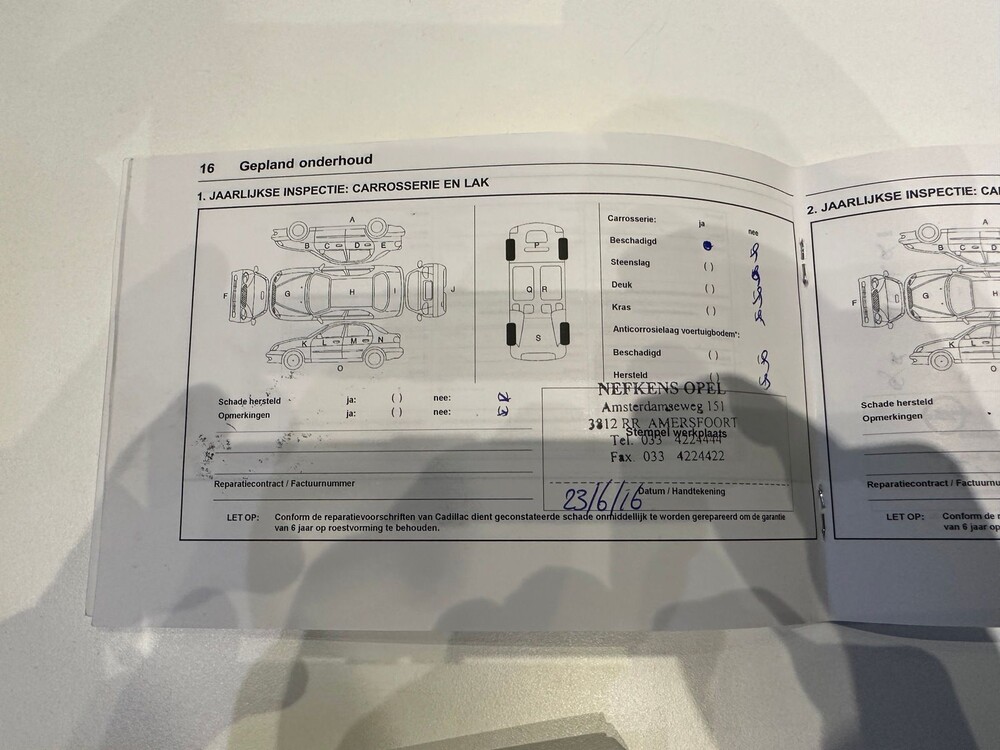 16 Gepland onderhoud
1. JAARLIJKSE INSPECTIE: CARROSSERIE EN LAK
A
B C D E
F G H I J
K L M N
O
P
Q R
S
Carrosserie:
ja nee
Beschadigd
Steenslag ( )
Deuk ( )
Kras ( )
Anticorrosielaag voertuigbodem*:
Beschadigd ( )
Hersteld ( )
Schade hersteld ja: ( ) nee:
Opmerkingen ja: ( ) nee:
NEFKENS OPEL
Amsterdamseweg 151
3812 RR AMERSFOORT
Stempel werkplaats
Tel. 033 4224444
Fax. 033 4224422
Reparatiecontract / Factuurnummer
23/6/16
Datum / Handtekening
LET OP: Conform de reparatievoorschriften van Cadillac dient geconstateerde schade onmiddellijk te worden gerepareerd om de garantie
van 6 jaar op roestvorming te behouden.
2. JAARLIJKSE INSPECTIE: CA
A
B C D
F G H
K L
O
Schade hersteld
Opmerkingen
Reparatiecontract / Factuurnu
LET OP: Conform de
van 6 jaar op